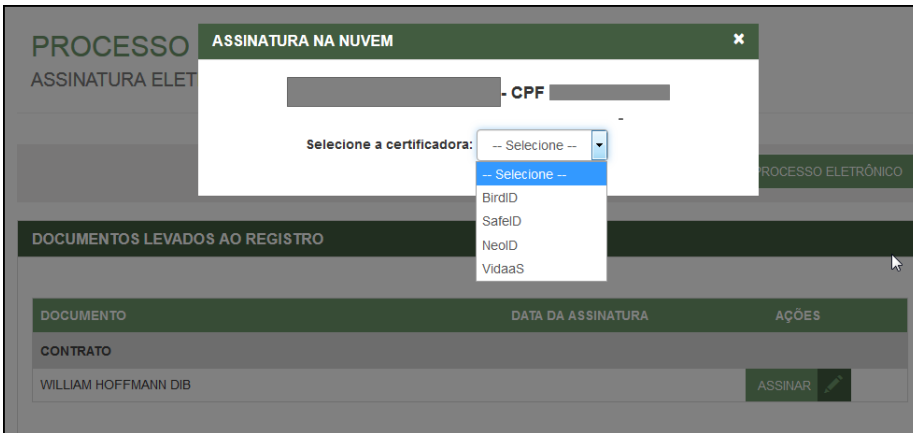 PROCESSO
ASSINATURA ELET
ASSINATURA NA NUVEM
- CPF
-
Selecione a certificadora: -- Selecione --
-- Selecione --
BirdID
SafeID
NeoID
VidaaS
PROCESSO ELETRÔNICO
DOCUMENTOS LEVADOS AO REGISTRO
DOCUMENTO DATA DA ASSINATURA AÇÕES
CONTRATO
WILLIAM HOFFMANN DIB ASSINAR